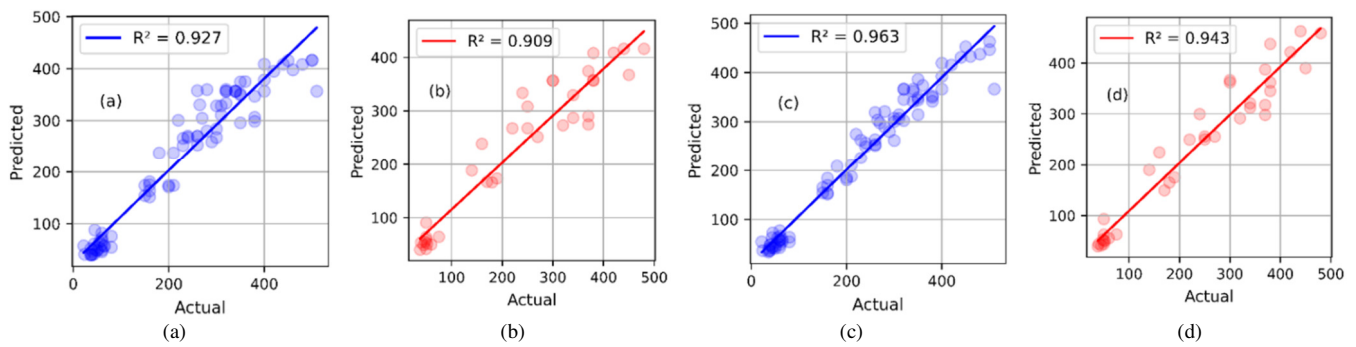 R² = 0.927
(a)
500
400
300
200
100
0
200
400
Predicted
Actual
(a)
R² = 0.909
(b)
400
300
200
100
100
200
300
400
500
Predicted
Actual
(b)
R² = 0.963
(c)
500
400
300
200
100
0
200
400
Predicted
Actual
(c)
R² = 0.943
(d)
500
400
300
200
100
100
200
300
400
500
Predicted
Actual
(d)